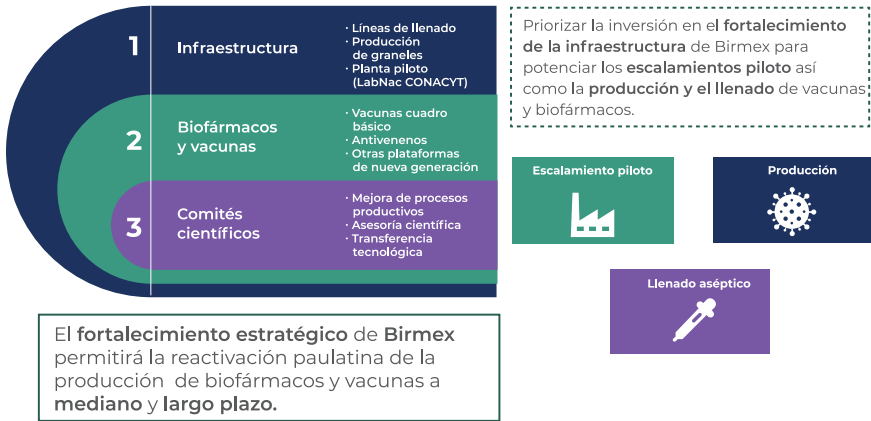 1
Infraestructura
· Líneas de llenado
· Producción
de graneles
· Planta piloto
(LabNac CONACYT)
2
Biofármacos
y vacunas
· Vacunas cuadro
básico
· Antivenenos
· Otras plataformas
de nueva generación
3
Comités
científicos
· Mejora de procesos
productivos
· Asesoría científica
· Transferencia
tecnológica
Priorizar la inversión en el fortalecimiento
de la infraestructura de Birmex para
potenciar los escalamientos piloto así
como la producción y el llenado de vacunas
y biofármacos.
Escalamiento piloto
Producción
Llenado aséptico
El fortalecimiento estratégico de Birmex
permitirá la reactivación paulatina de la
producción de biofármacos y vacunas a
mediano y largo plazo.